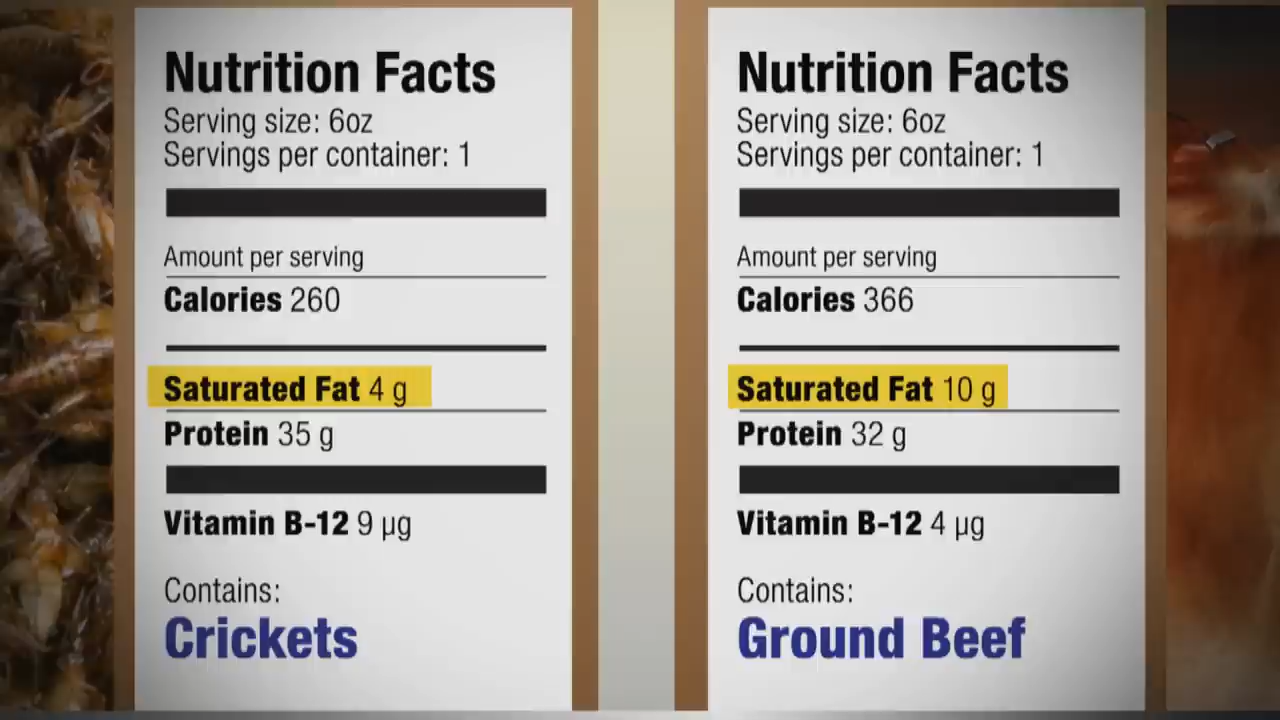 Nutrition Facts
Serving size: 6oz
Servings per container: 1
Amount per serving
Calories 260
Saturated Fat 4 g
Protein 35 g
Vitamin B-12 9 µg
Contains:
Crickets
Nutrition Facts
Serving size: 6oz
Servings per container: 1
Amount per serving
Calories 366
Saturated Fat 10 g
Protein 32 g
Vitamin B-12 4 µg
Contains:
Ground Beef